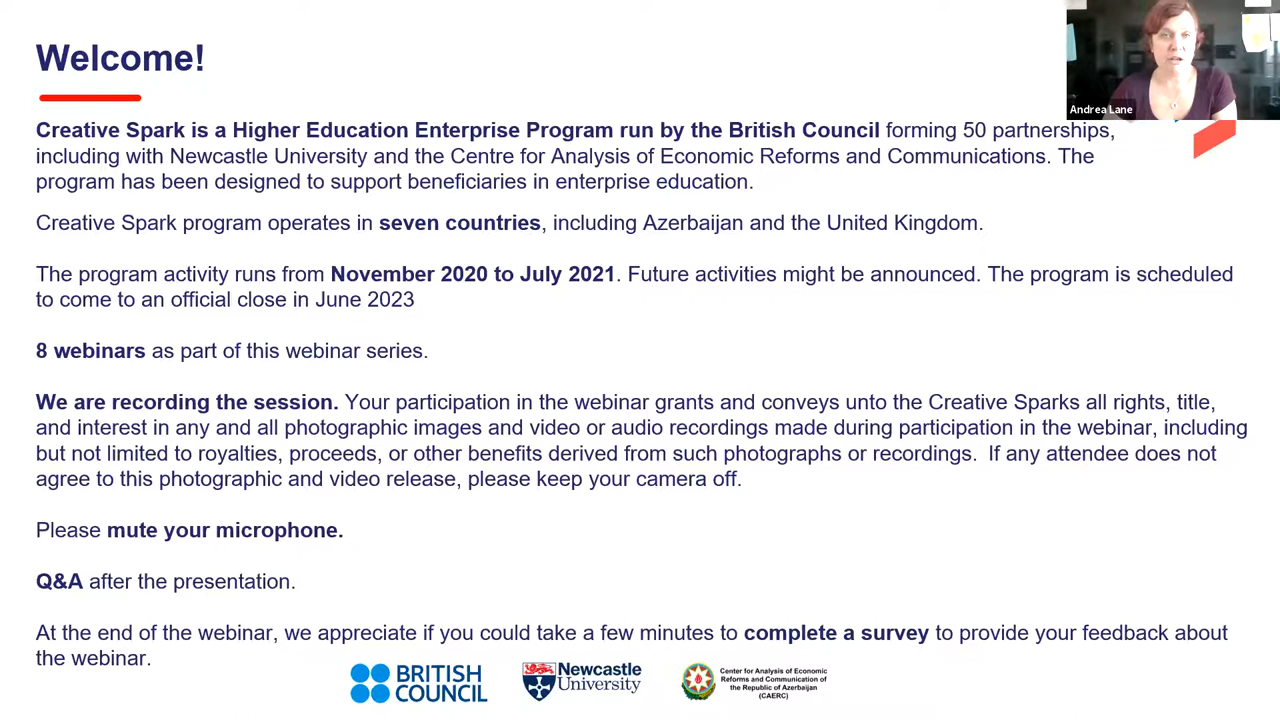 Welcome!
Andrea Lane
Creative Spark is a Higher Education Enterprise Program run by the British Council forming 50 partnerships,
including with Newcastle University and the Centre for Analysis of Economic Reforms and Communications. The
program has been designed to support beneficiaries in enterprise education.
Creative Spark program operates in seven countries, including Azerbaijan and the United Kingdom.
The program activity runs from November 2020 to July 2021. Future activities might be announced. The program is scheduled
to come to an official close in June 2023
8 webinars as part of this webinar series.
We are recording the session. Your participation in the webinar grants and conveys unto the Creative Sparks all rights, title,
and interest in any and all photographic images and video or audio recordings made during participation in the webinar, including
but not limited to royalties, proceeds, or other benefits derived from such photographs or recordings.  If any attendee does not
agree to this photographic and video release, please keep your camera off.
Please mute your microphone.
Q&A after the presentation.
At the end of the webinar, we appreciate if you could take a few minutes to complete a survey to provide your feedback about
the webinar.
BRITISH
COUNCIL
Newcastle
University
Center for Analysis of Economic
Reforms and Communication of
the Republic of Azerbaijan
(CAERC)